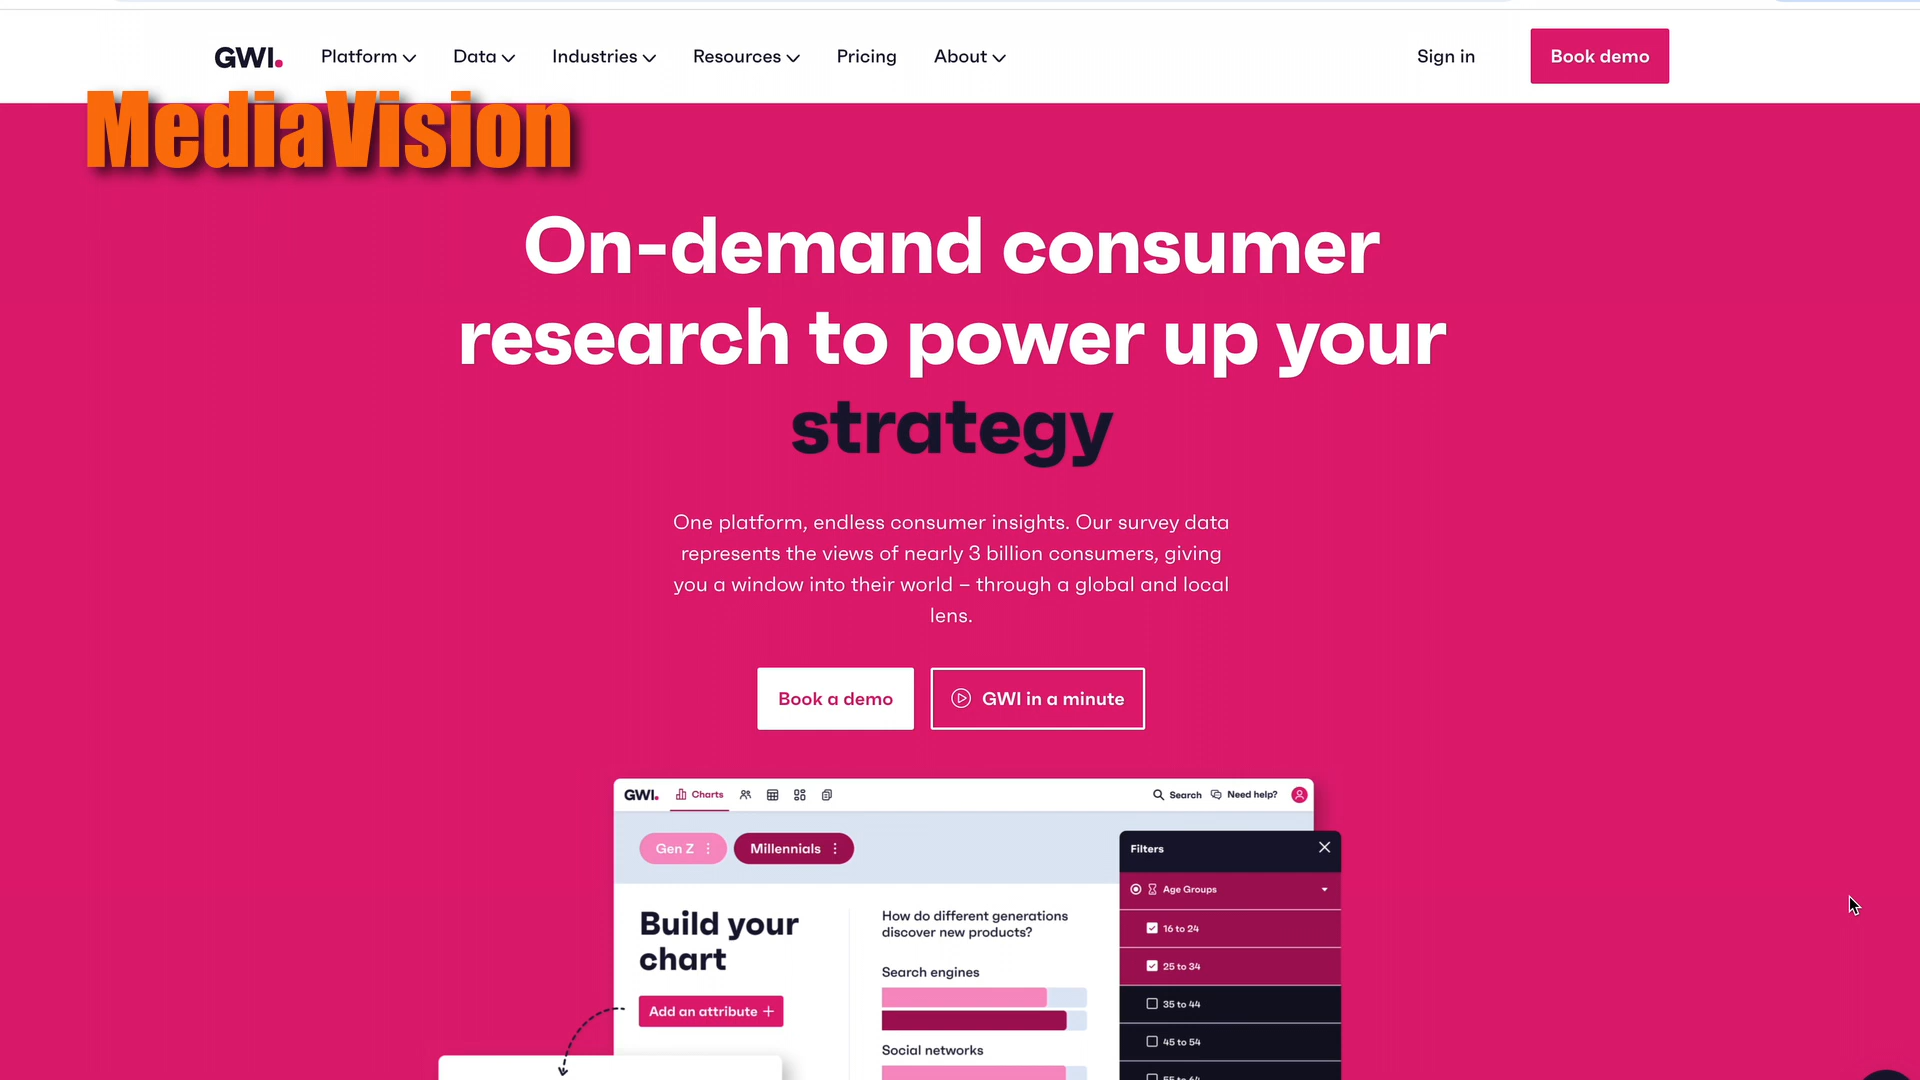 GWI.
Platform
Data
Industries
Resources
Pricing
About
Sign in
Book demo
MediaVision
On-demand consumer
research to power up your
strategy
One platform, endless consumer insights. Our survey data
represents the views of nearly 3 billion consumers, giving
you a window into their world – through a global and local
lens.
Book a demo
GWI in a minute
GWI.
Charts
Search
Need help?
Gen Z
Millennials
Build your
chart
Add an attribute +
How do different generations
discover new products?
Search engines
Social networks
Filters
Age Groups
16 to 24
25 to 34
35 to 44
45 to 54